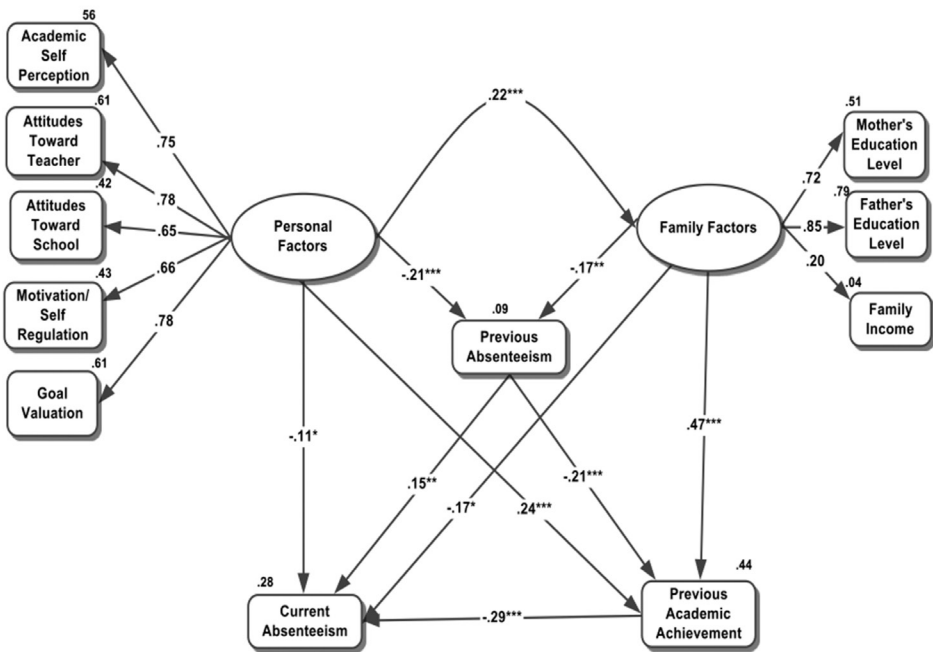 56
Academic
Self
Perception
.61
Attitudes
Toward
Teacher
.42
Attitudes
Toward
School
.43
Motivation/
Self
Regulation
.61
Goal
Valuation
.75
.78
.65
.66
.78
Personal
Factors
.22***
Family Factors
.72
.85
.20
.51
Mother's
Education
Level
.79
Father's
Education
Level
.04
Family
Income
-.21***
-.17**
.09
Previous
Absenteeism
-.11*
.15**
-.17*
.24***
-.21***
.47***
.28
Current
Absenteeism
-.29***
.44
Previous
Academic
Achievement